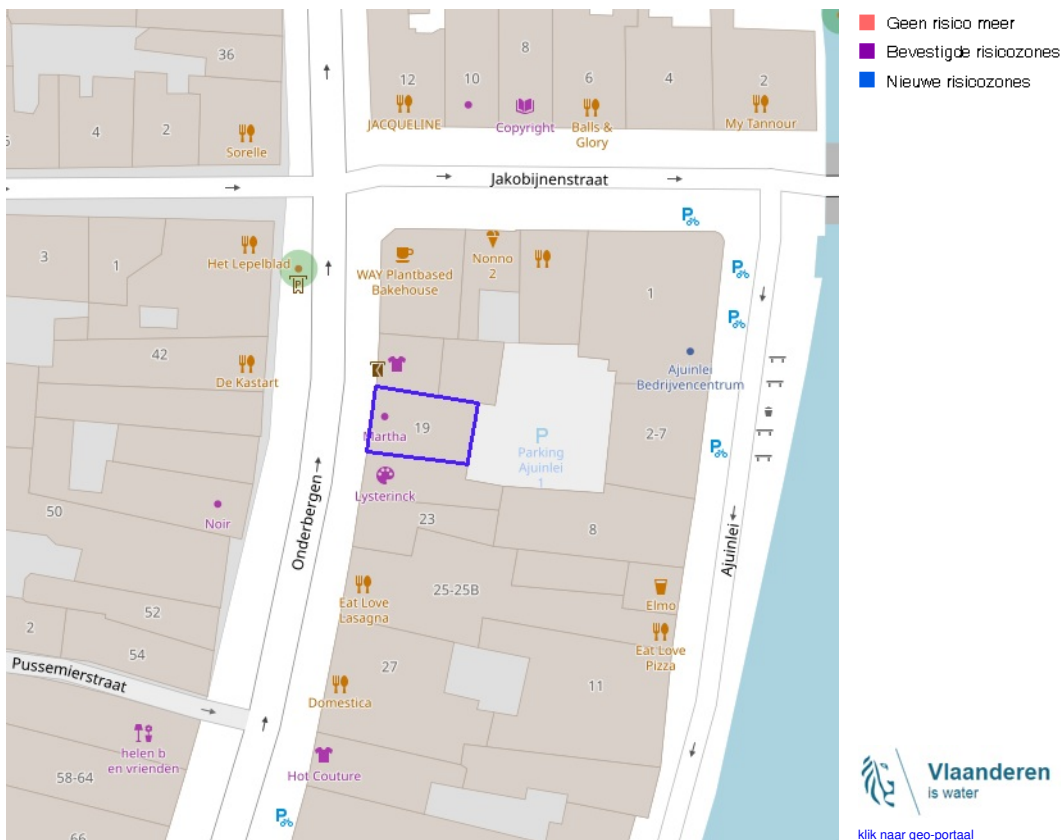 Geen risico meer
Bevestigde risicozones
Nieuwe risicozones
36
8
12
10
6
4
2
JACQUELINE
Copyright
Balls &
Glory
My Tannour
4
2
Sorelle
Jakobijnenstraat
3
1
Het Lepelblad
P
WAY Plantbased
Bakehouse
Nonno
2
1
P
P
P
42
De Kastart
Ajuinlei
Bedrijvencentrum
19
Martha
P
Parking
Ajuinlei
1
2-7
P
Lysterinck
Onderbergen
50
Noir
23
8
Ajuinlei
25-25B
Eat Love
Lasagna
Elmo
52
2
54
Eat Love
Pizza
Pussemierstraat
27
11
Domestica
helen b
en vrienden
58-64
Hot Couture
P
66
Vlaanderen
is water
klik naar geo-portaal